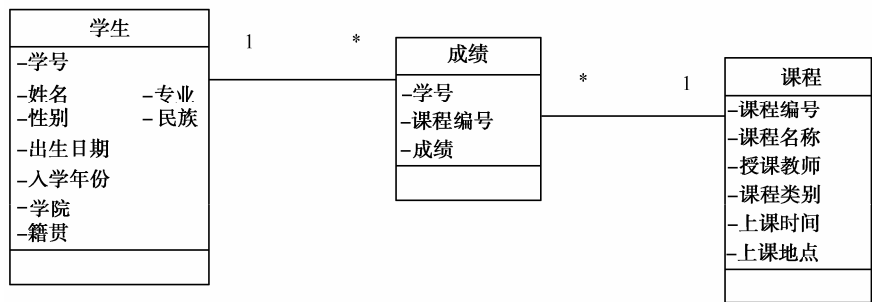 学生
-学号
-姓名 -专业
-性别 -民族
-出生日期
-入学年份
-学院
-籍贯
1 *
成绩
-学号
-课程编号
-成绩
* 1
课程
-课程编号
-课程名称
-授课教师
-课程类别
-上课时间
-上课地点